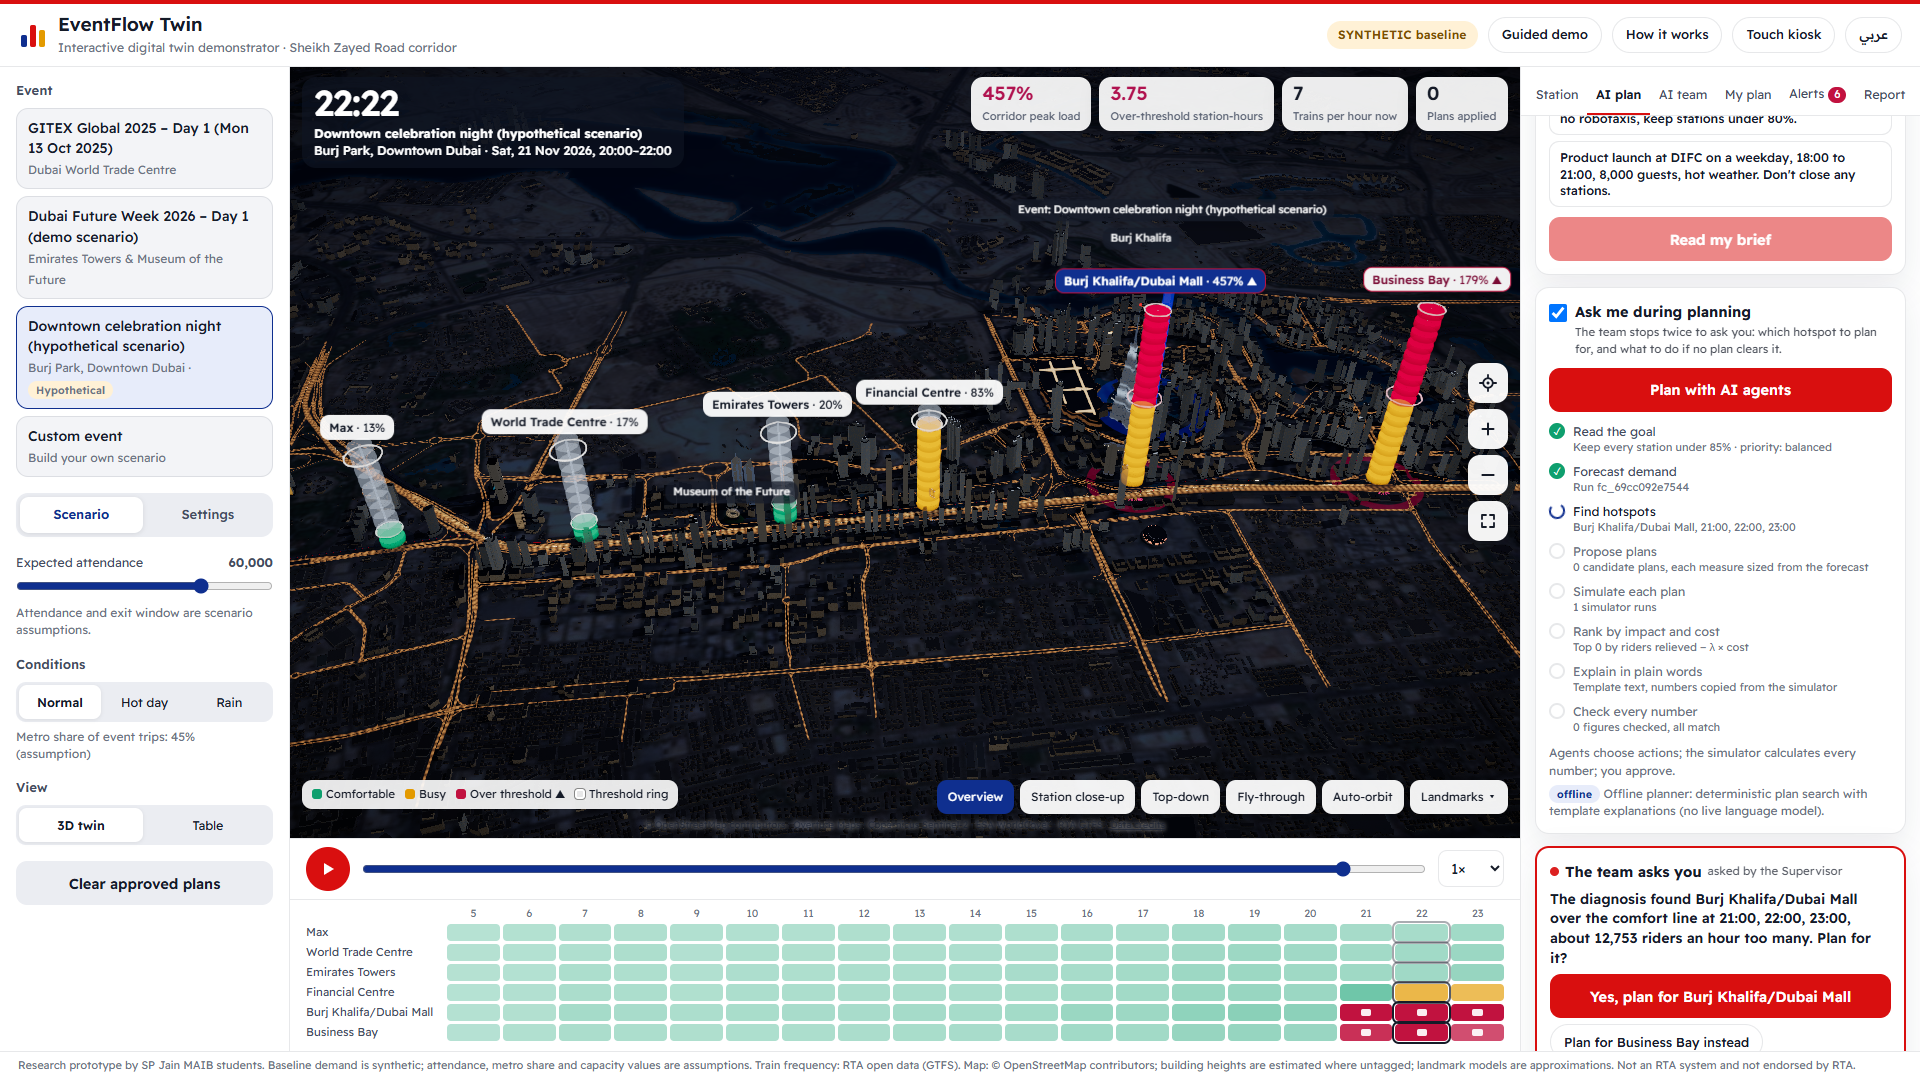 EventFlow Twin
Interactive digital twin demonstrator · Sheikh Zayed Road corridor
SYNTHETIC baseline
Guided demo
How it works
Touch kiosk
عربي
Event
GITEX Global 2025 – Day 1 (Mon
13 Oct 2025)
Dubai World Trade Centre
Dubai Future Week 2026 – Day 1
(demo scenario)
Emirates Towers & Museum of the
Future
Downtown celebration night
(hypothetical scenario)
Burj Park, Downtown Dubai ·
Hypothetical
Custom event
Build your own scenario
Scenario
Settings
Expected attendance
60,000
Attendance and exit window are scenario
assumptions.
Conditions
Normal
Hot day
Rain
Metro share of event trips: 45%
(assumption)
View
3D twin
Table
Clear approved plans
22:22
Downtown celebration night (hypothetical scenario)
Burj Park, Downtown Dubai · Sat, 21 Nov 2026, 20:00–22:00
457%
Corridor peak load
3.75
Over-threshold station-hours
7
Trains per hour now
0
Plans applied
Event: Downtown celebration night (hypothetical scenario)
Burj Khalifa
Burj Khalifa/Dubai Mall · 457% ▲
Business Bay · 179% ▲
Financial Centre · 83%
Emirates Towers · 20%
World Trade Centre · 17%
Max · 13%
Museum of the Future
Comfortable
Busy
Over threshold ▲
Threshold ring
Overview
Station close-up
Top-down
Fly-through
Auto-orbit
Landmarks
1×
5 6 7 8 9 10 11 12 13 14 15 16 17 18 19 20 21 22 23
Max
World Trade Centre
Emirates Towers
Financial Centre
Burj Khalifa/Dubai Mall
Business Bay
Station
AI plan
AI team
My plan
Alerts 6
Report
no robotaxis, keep stations under 80%.
Product launch at DIFC on a weekday, 18:00 to
21:00, 8,000 guests, hot weather. Don't close any
stations.
Read my brief
Ask me during planning
The team stops twice to ask you: which hotspot to plan
for, and what to do if no plan clears it.
Plan with AI agents
Read the goal
Keep every station under 85% · priority: balanced
Forecast demand
Run fc_69cc092e7544
Find hotspots
Burj Khalifa/Dubai Mall, 21:00, 22:00, 23:00
Propose plans
0 candidate plans, each measure sized from the forecast
Simulate each plan
1 simulator runs
Rank by impact and cost
Top 0 by riders relieved − λ × cost
Explain in plain words
Template text, numbers copied from the simulator
Check every number
0 figures checked, all match
Agents choose actions; the simulator calculates every
number; you approve.
offline Offline planner: deterministic plan search with
template explanations (no live language model).
The team asks you asked by the Supervisor
The diagnosis found Burj Khalifa/Dubai Mall
over the comfort line at 21:00, 22:00, 23:00,
about 12,753 riders an hour too many. Plan for
it?
Yes, plan for Burj Khalifa/Dubai Mall
Plan for Business Bay instead
Research prototype by SP Jain MAIB students. Baseline demand is synthetic; attendance, metro share and capacity values are assumptions. Train frequency: RTA open data (GTFS). Map: © OpenStreetMap contributors; building heights are estimated where untagged; landmark models are approximations. Not an RTA system and not endorsed by RTA.